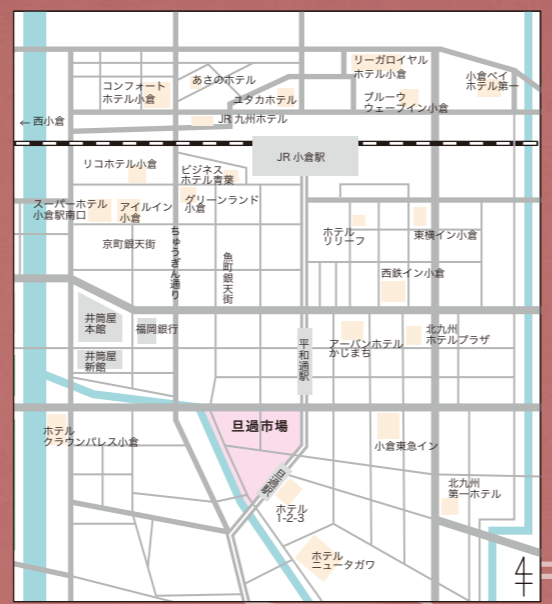 リーガロイヤル
ホテル小倉
あさのホテル
小倉ベイ
ホテル第一
コンフォート
ホテル小倉
ユタカホテル
ブルーウ
ウェーブイン小倉
← 西小倉
JR 九州ホテル
JR 小倉駅
リコホテル小倉
ビジネス
ホテル青葉
スーパーホテル
小倉駅南口
アイルイン
小倉
グリーンランド
小倉
ホテル
リリーフ
東横イン小倉
京町銀天街
ちゅうぎん通り
魚町銀天街
西鉄イン小倉
井筒屋
本館
福岡銀行
平和通駅
アーバンホテル
かじまち
北九州
ホテルプラザ
井筒屋
新館
旦過市場
ホテル
クラウンパレス小倉
小倉東急イン
旦過駅
北九州
第一ホテル
ホテル
1-2-3
ホテル
ニュータガワ